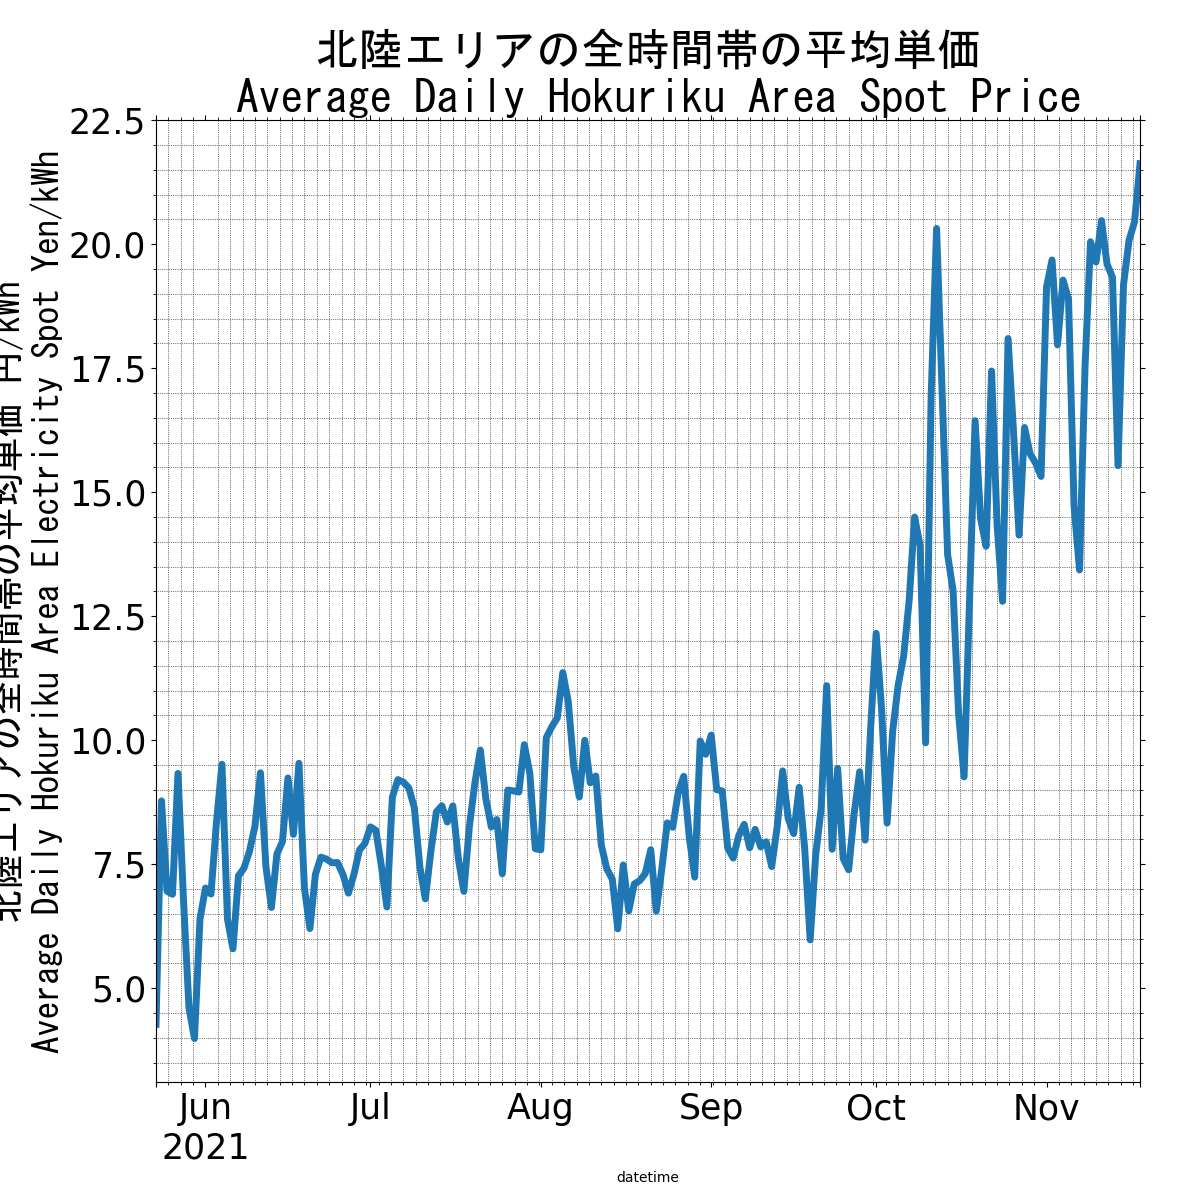 北陸エリアの全時間帯の平均単価
Average Daily Hokuriku Area Spot Price
北陸エリアの全時間帯の平均単価 円/kWh
Average Daily Hokuriku Area Electricity Spot Yen/kWh
22.5
20.0
17.5
15.0
12.5
10.0
7.5
5.0
Jun Jul Aug Sep Oct Nov
2021
datetime